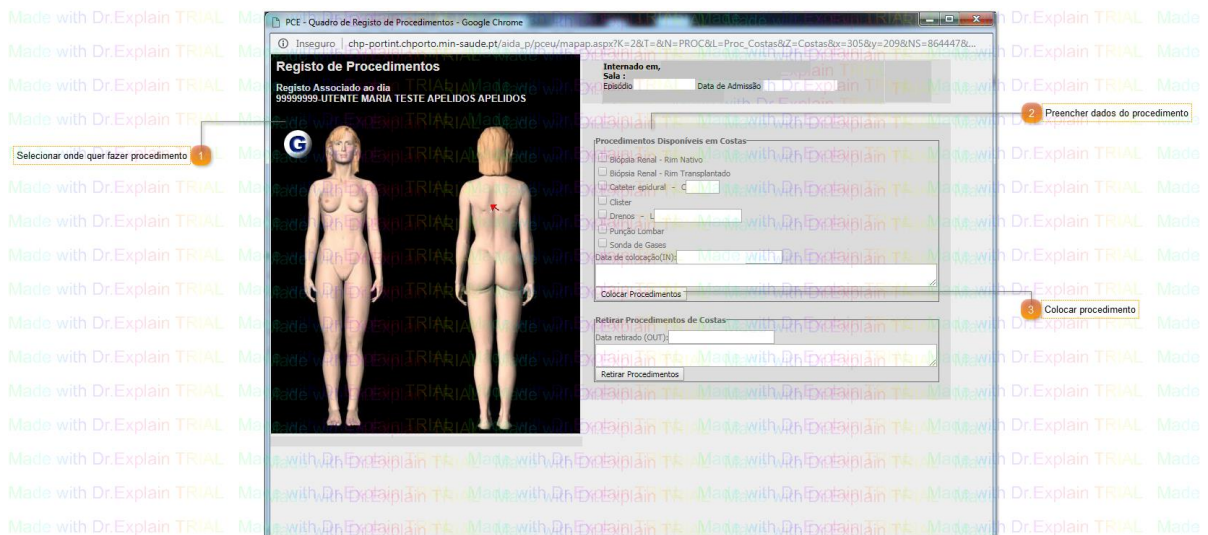 PCE - Quadro de Registo de Procedimentos - Google Chrome
Inseguro | chp-portint.chporto.min-saude.pt/aida_p/pceu/mapap.aspx?K=2&T=&N=PROC&L=Proc_Costas&Z=Costas&x=305&y=209&NS=864447&...
Registo de Procedimentos
Registo Associado ao dia
99999999-UTENTE MARIA TESTE APELIDOS APELIDOS
G
Internado em,
Sala :
Episódio Data de Admissão
Selecionar onde quer fazer procedimento 1
2 Preencher dados do procedimento
Procedimentos Disponíveis em Costas
Biópsia Renal - Rim Nativo
Biópsia Renal - Rim Transplantado
Cateter epidural - C
Clister
Drenos - L
Punção Lombar
Sonda de Gases
Data de colocação(IN):
Colocar Procedimentos
3 Colocar procedimento
Retirar Procedimentos de Costas
Data retirado (OUT):
Retirar Procedimentos
Made with Dr.Explain TRIAL